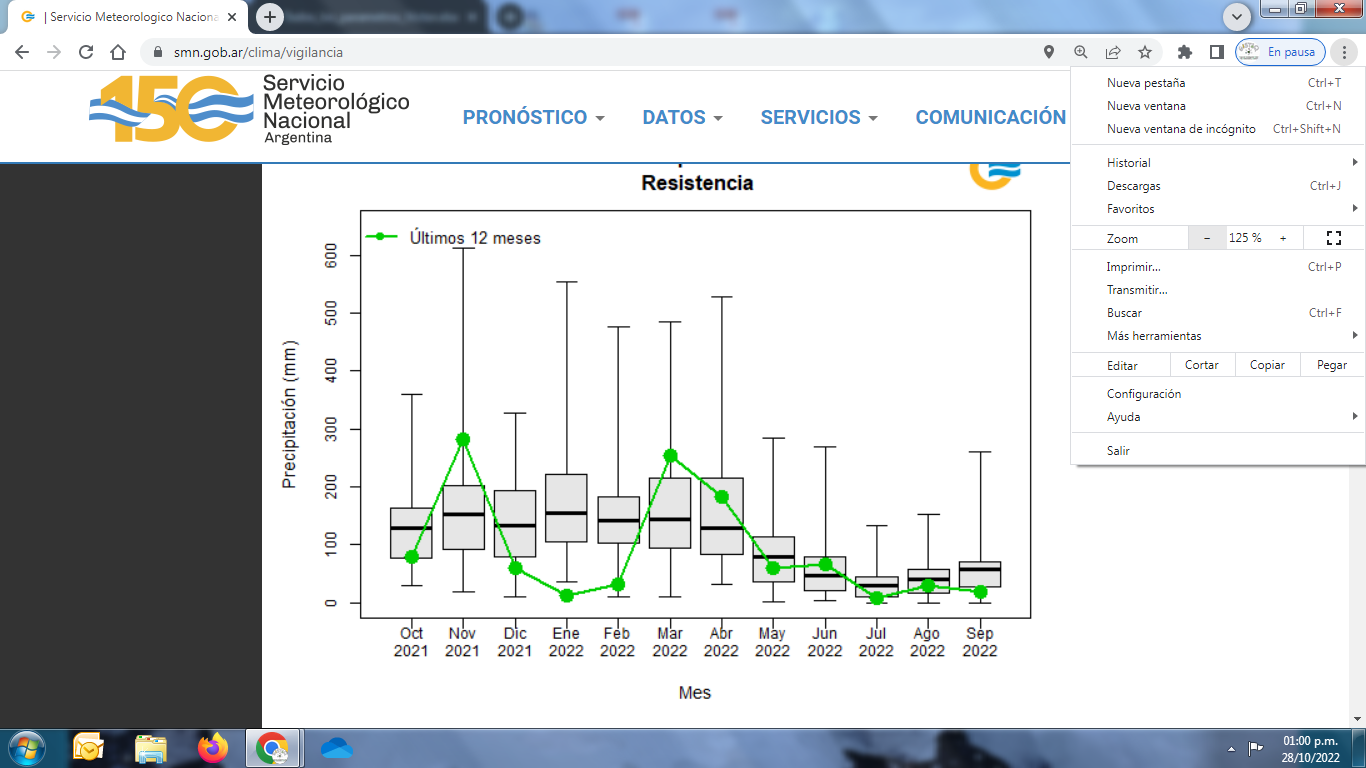 | Servicio Meteorologico Naciona
smn.gob.ar/clima/vigilancia
En pausa
150
Servicio
Meteorológico
Nacional
Argentina
PRONÓSTICO
DATOS
SERVICIOS
COMUNICACIÓN
Nueva pestaña Ctrl+T
Nueva ventana Ctrl+N
Nueva ventana de incógnito Ctrl+Shift+N
Historial
Descargas Ctrl+J
Favoritos
Zoom − 125 % +
Imprimir... Ctrl+P
Transmitir...
Buscar Ctrl+F
Más herramientas
Editar Cortar Copiar Pegar
Configuración
Ayuda
Salir
Resistencia
Últimos 12 meses
Precipitación (mm)
600
500
400
300
200
100
0
Oct Nov Dic Ene Feb Mar Abr May Jun Jul Ago Sep
2021 2021 2021 2022 2022 2022 2022 2022 2022 2022 2022 2022
Mes
01:00 p.m.
28/10/2022